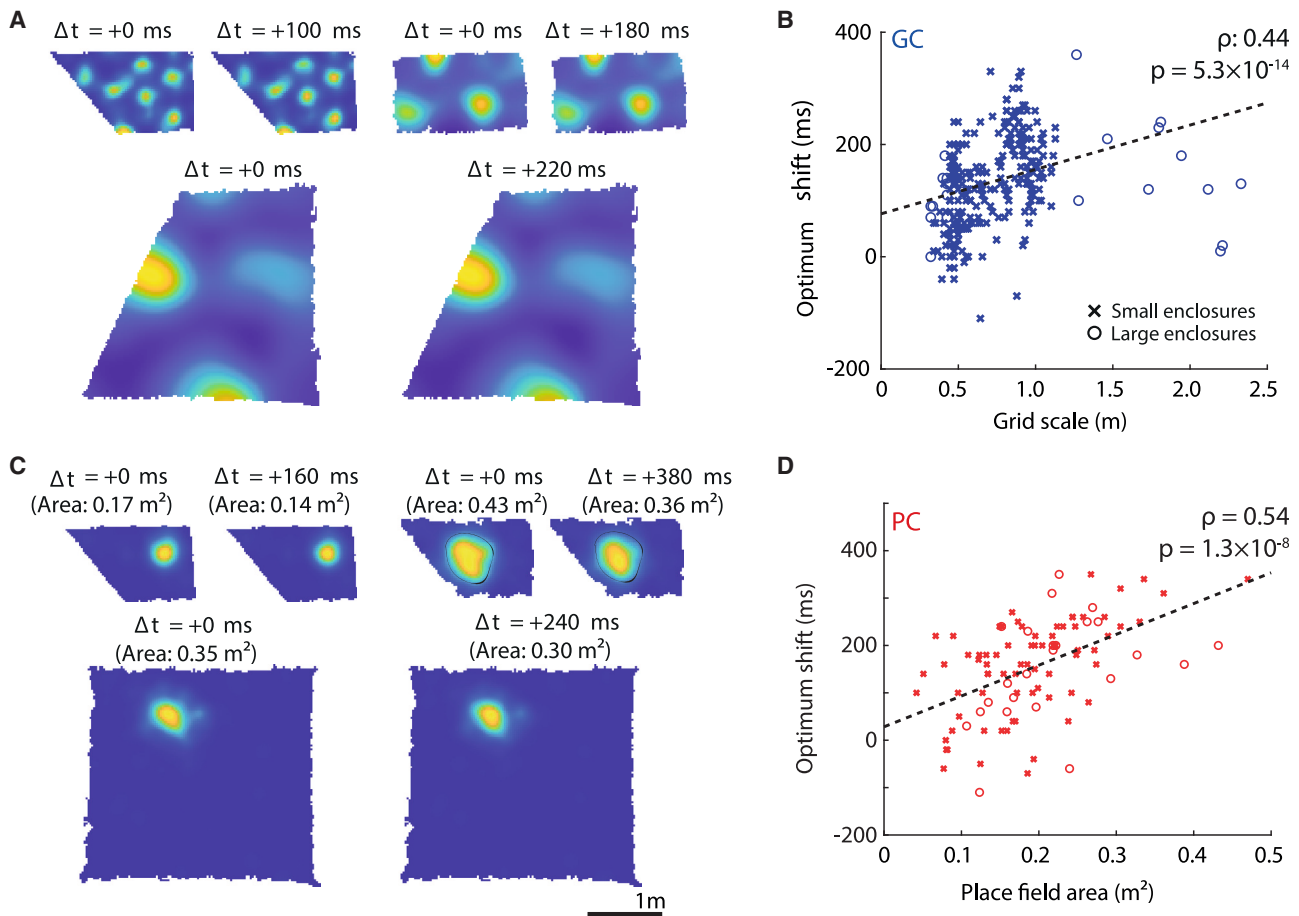 A
Δt = +0 ms
Δt = +100 ms
Δt = +0 ms
Δt = +180 ms
Δt = +0 ms
Δt = +220 ms
B
GC
ρ: 0.44
p = 5.3×10⁻¹⁴
400
200
0
-200
Optimum shift (ms)
× Small enclosures
○ Large enclosures
0 0.5 1.0 1.5 2.0 2.5
Grid scale (m)
C
Δt = +0 ms
(Area: 0.17 m²)
Δt = +160 ms
(Area: 0.14 m²)
Δt = +0 ms
(Area: 0.43 m²)
Δt = +380 ms
(Area: 0.36 m²)
Δt = +0 ms
(Area: 0.35 m²)
Δt = +240 ms
(Area: 0.30 m²)
1m
D
PC
ρ = 0.54
p = 1.3×10⁻⁸
400
200
0
-200
Optimum shift (ms)
0 0.1 0.2 0.3 0.4 0.5
Place field area (m²)